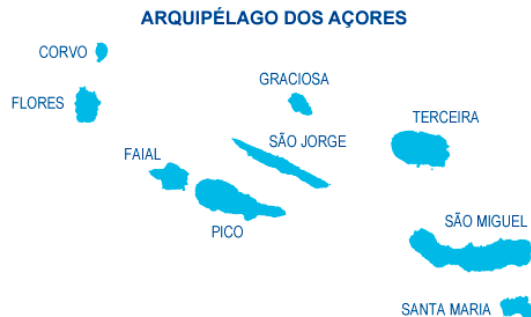 ARQUIPÉLAGO DOS AÇORES
CORVO
FLORES
GRACIOSA
TERCEIRA
SÃO JORGE
FAIAL
PICO
SÃO MIGUEL
SANTA MARIA